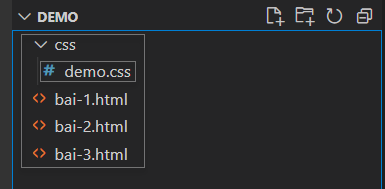 DEMO
css
# demo.css
<> bai-1.html
<> bai-2.html
<> bai-3.html